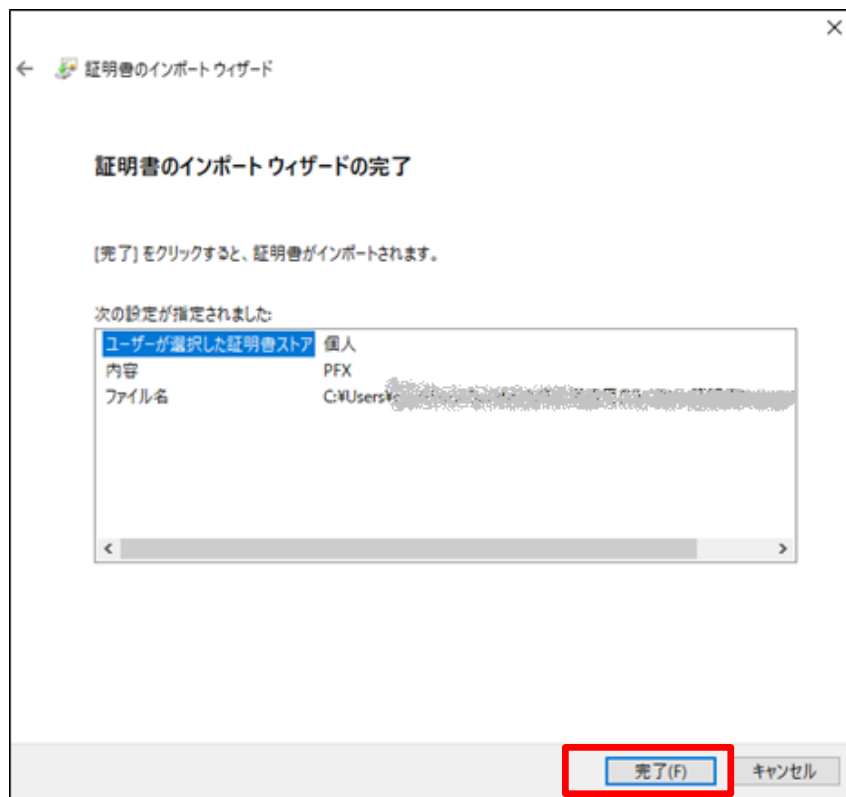 証明書のインポート ウィザード
証明書のインポート ウィザードの完了
[完了] をクリックすると、証明書がインポートされます。
次の設定が指定されました:
ユーザーが選択した証明書ストア 個人
内容 PFX
ファイル名 C:¥Users¥
完了(F) キャンセル